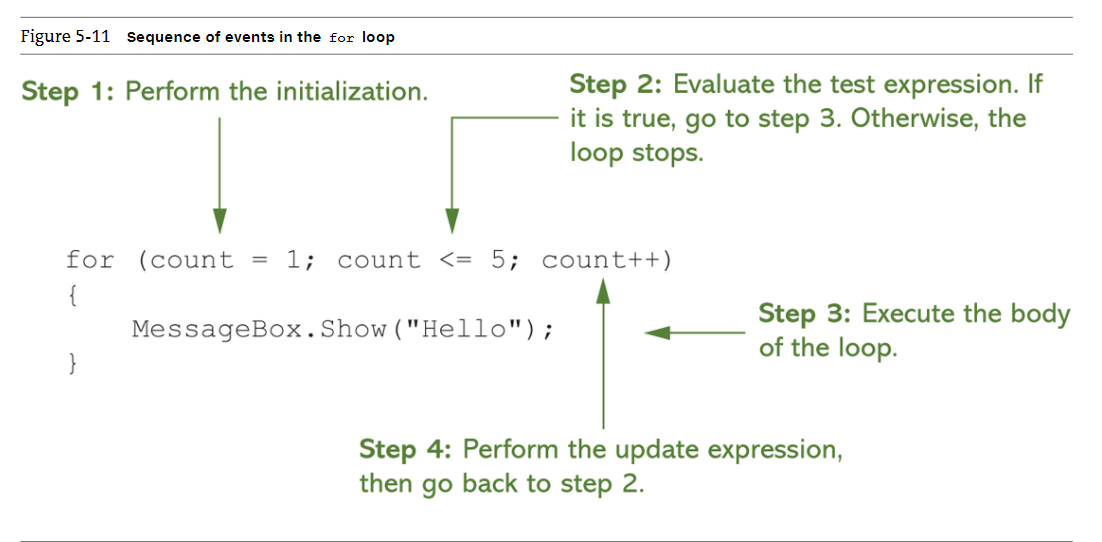 Figure 5-11 Sequence of events in the for loop
Step 1: Perform the initialization.
Step 2: Evaluate the test expression. If
it is true, go to step 3. Otherwise, the
loop stops.
for (count = 1; count <= 5; count++)
{
MessageBox.Show("Hello");
}
Step 3: Execute the body
of the loop.
Step 4: Perform the update expression,
then go back to step 2.